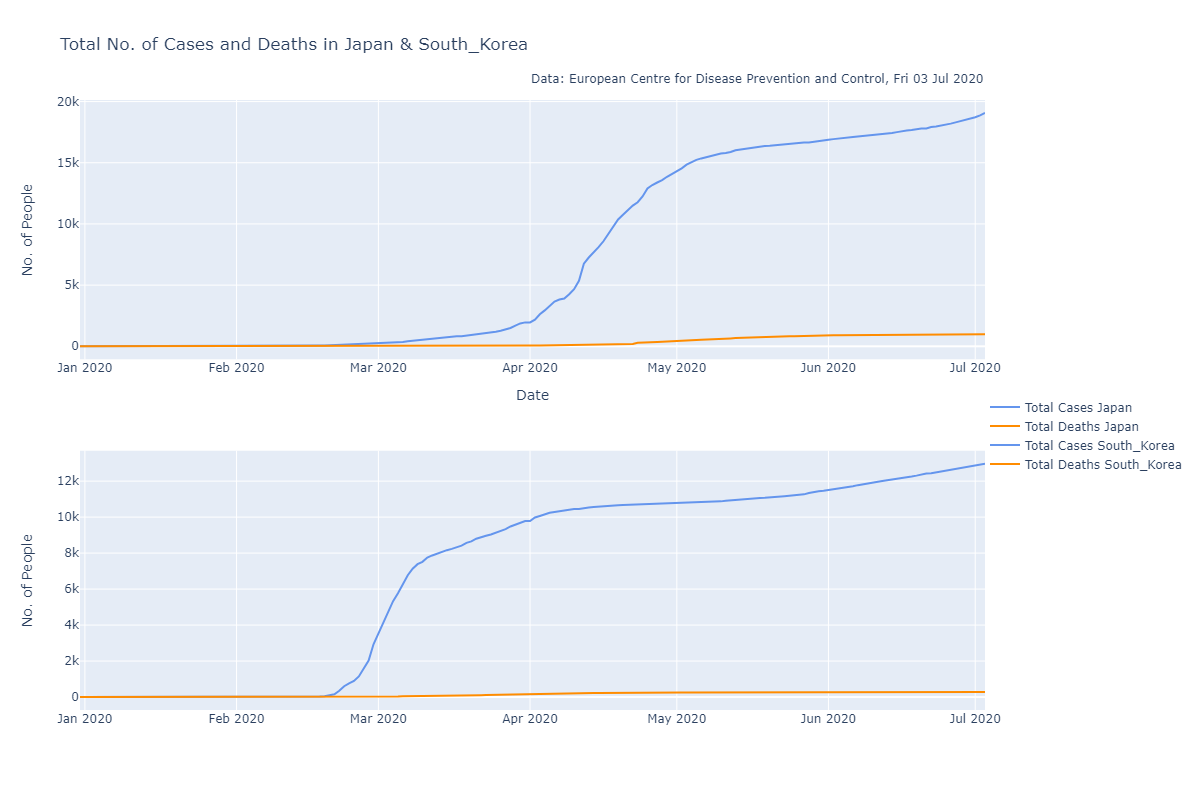 Total No. of Cases and Deaths in Japan & South_Korea
Data: European Centre for Disease Prevention and Control, Fri 03 Jul 2020
20k
15k
10k
5k
0
No. of People
Jan 2020 Feb 2020 Mar 2020 Apr 2020 May 2020 Jun 2020 Jul 2020
Date
Total Cases Japan
Total Deaths Japan
Total Cases South_Korea
Total Deaths South_Korea
12k
10k
8k
6k
4k
2k
0
No. of People
Jan 2020 Feb 2020 Mar 2020 Apr 2020 May 2020 Jun 2020 Jul 2020